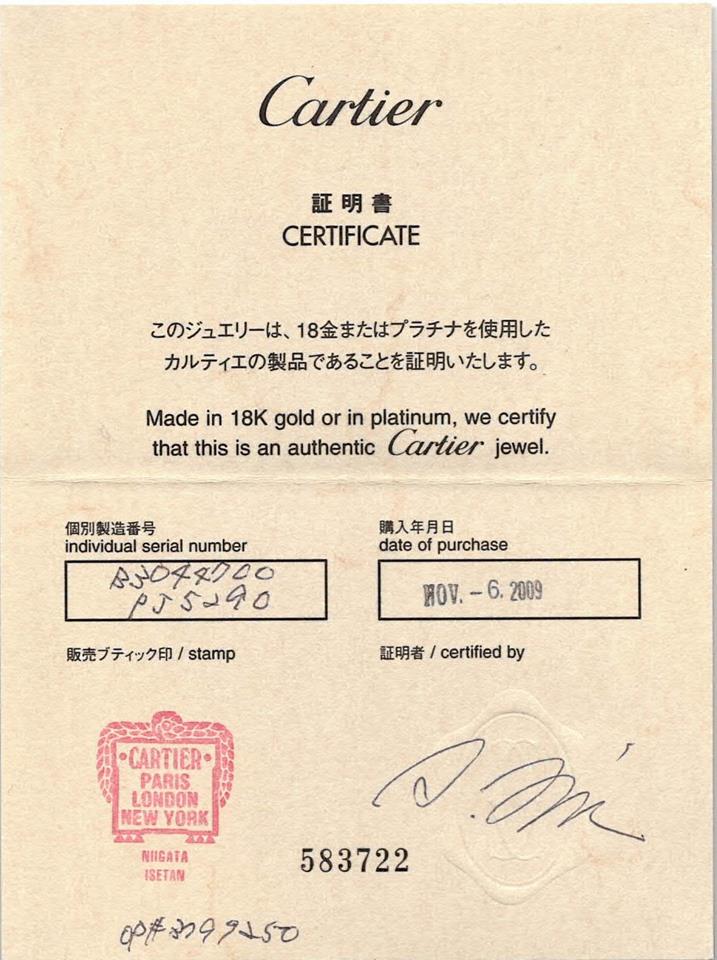 Cartier
証明書
CERTIFICATE
このジュエリーは、18金またはプラチナを使用した
カルティエの製品であることを証明いたします。
Made in 18K gold or in platinum, we certify
that this is an authentic Cartier jewel.
個別製造番号
individual serial number
B3044700
PJ5290
購入年月日
date of purchase
NOV. - 6. 2009
販売ブティック印 / stamp
証明者 / certified by
CARTIER
PARIS
LONDON
NEW YORK
NIIGATA
ISETAN
583722